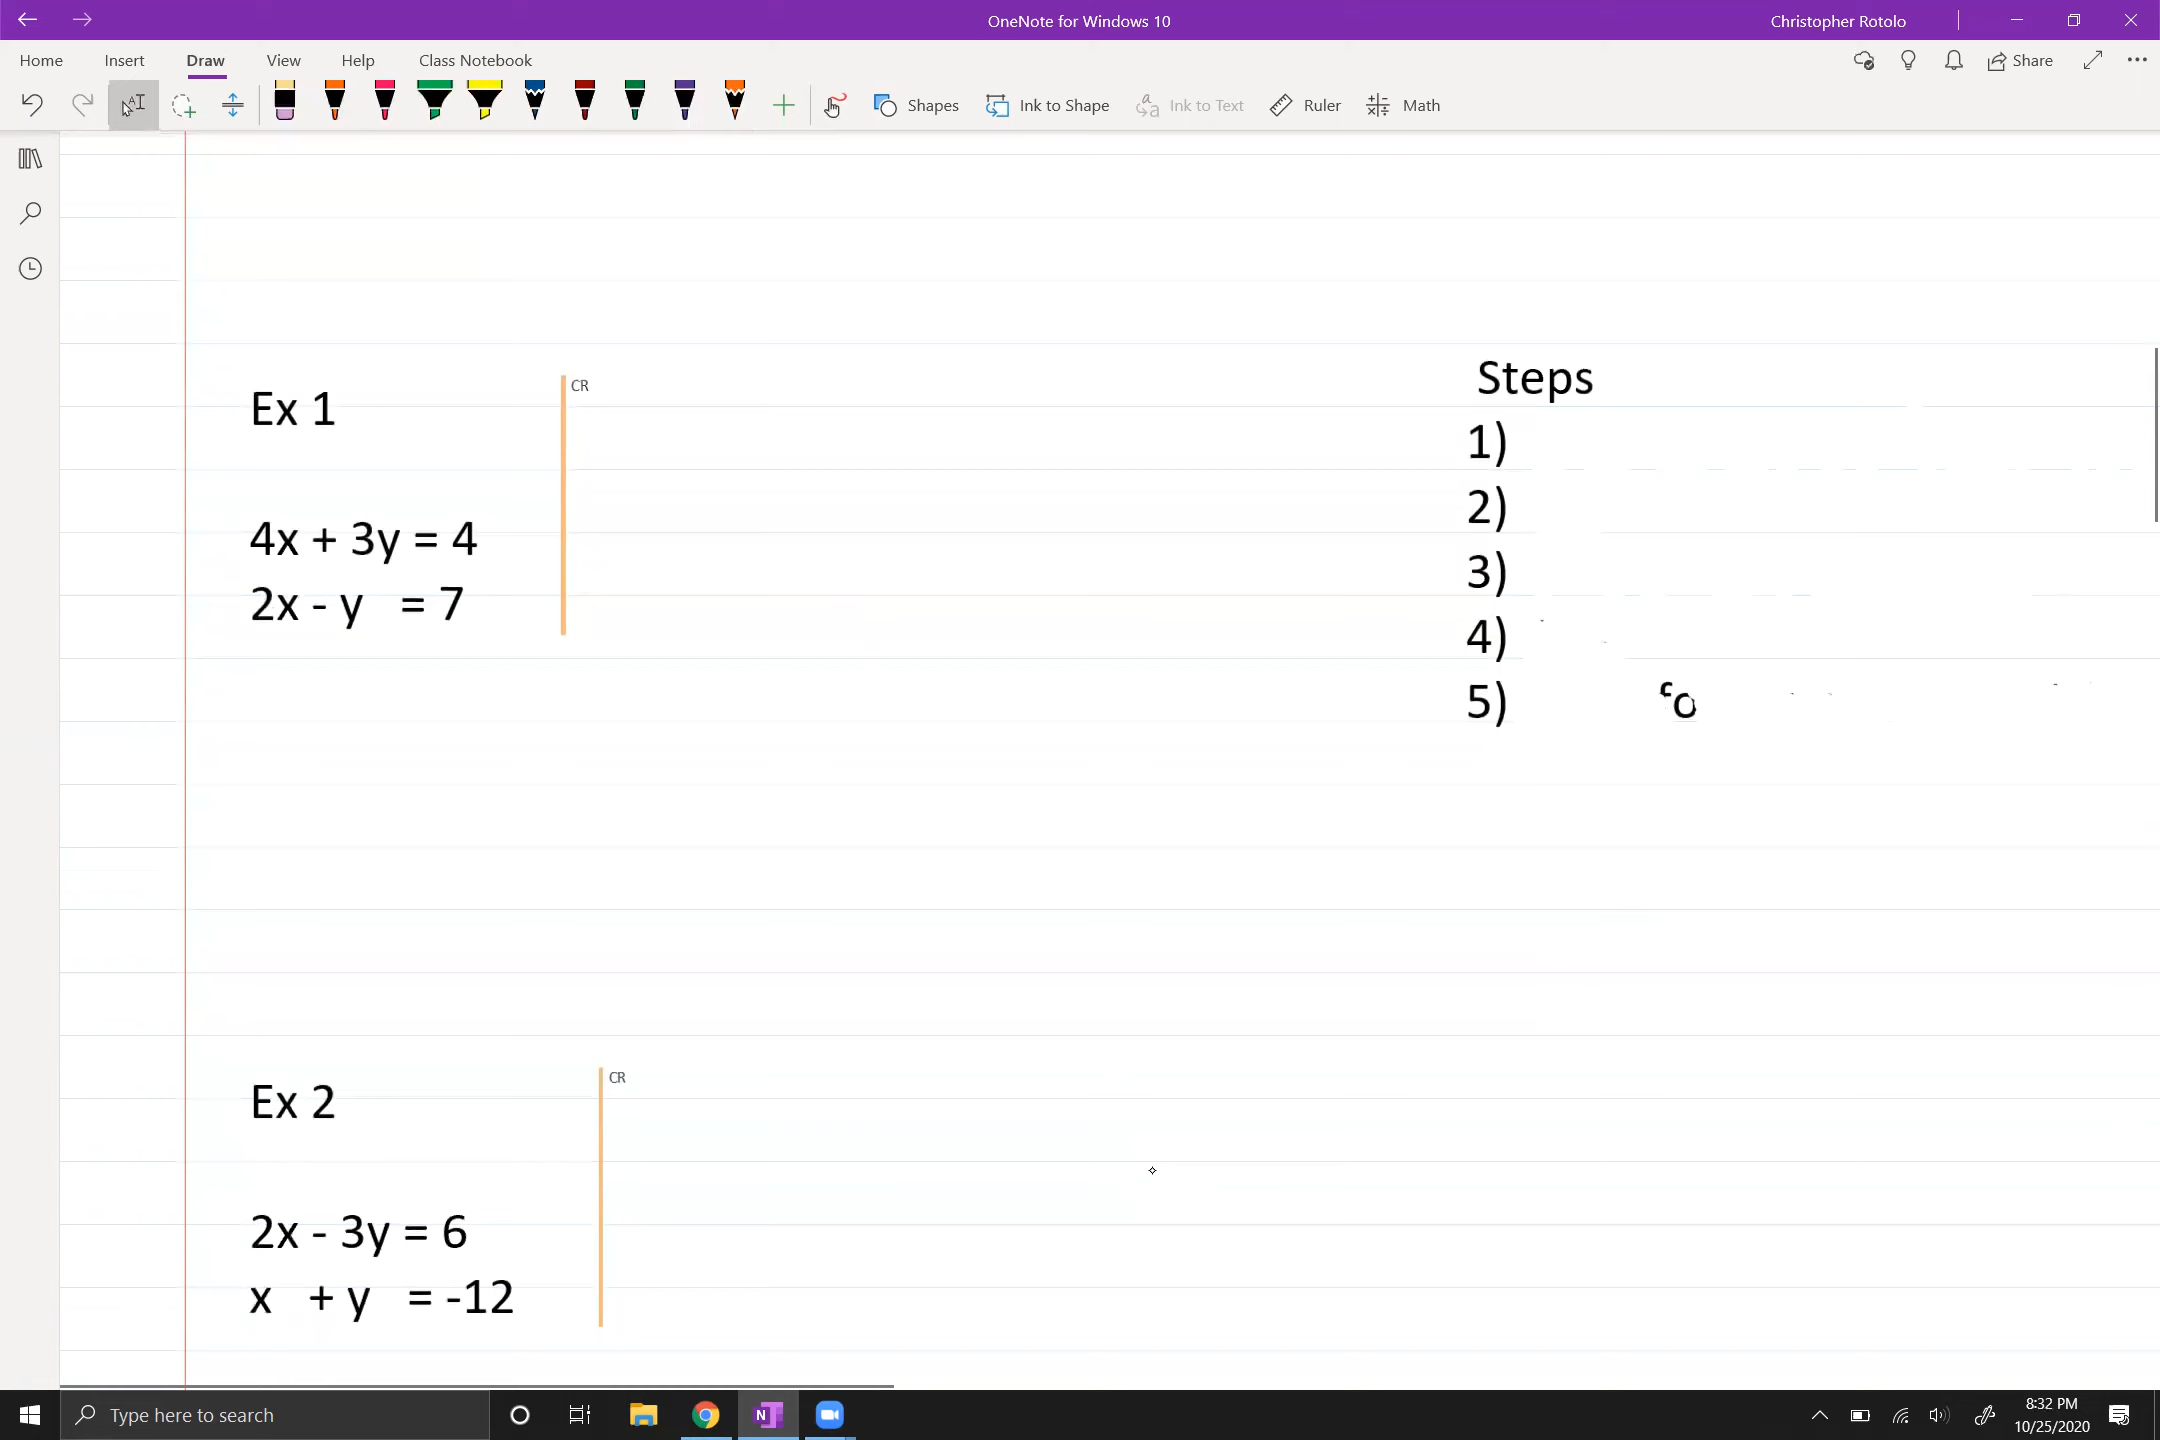 OneNote for Windows 10
Christopher Rotolo
Home Insert Draw View Help Class Notebook
Share
Shapes Ink to Shape Ink to Text Ruler Math
Ex 1
CR
4x + 3y = 4
2x - y = 7
Steps
1)
2)
3)
4)
5) fo
Ex 2
CR
2x - 3y = 6
x + y = -12
Type here to search
8:32 PM
10/25/2020